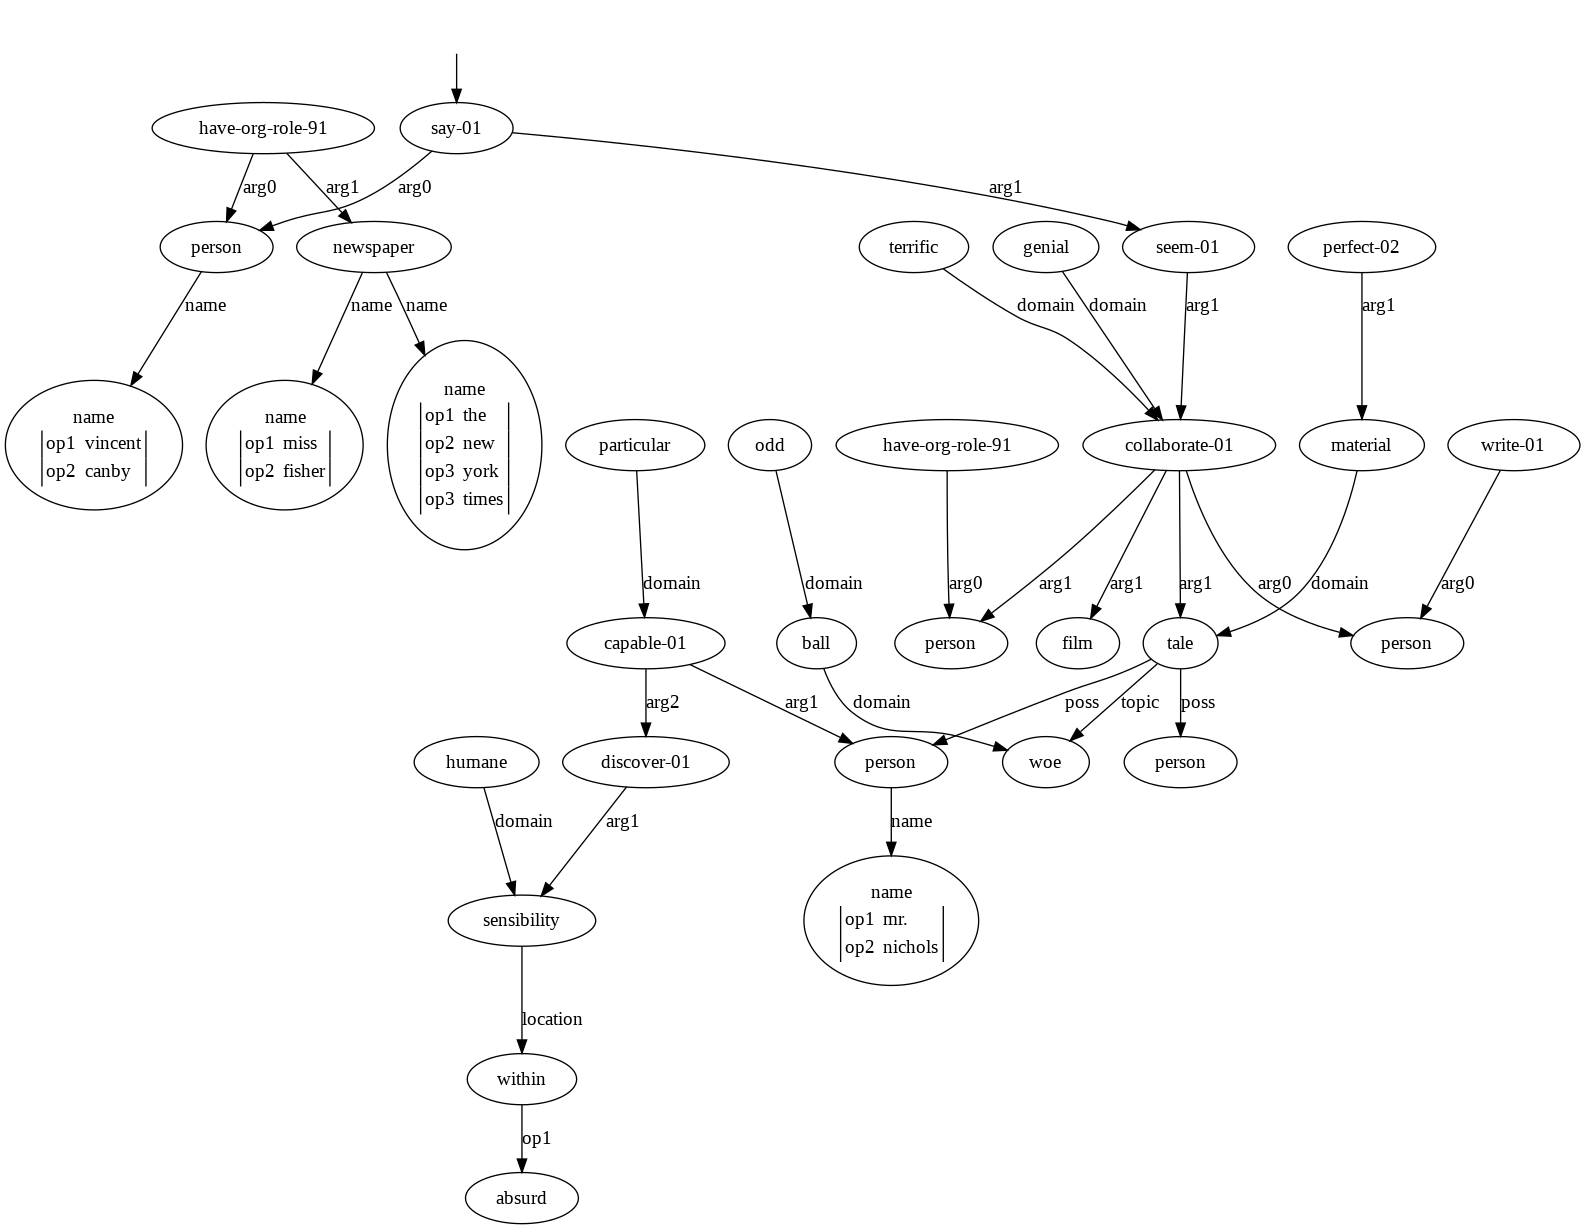 have-org-role-91
say-01
arg0
arg1
arg0
arg1
person
newspaper
terrific
genial
seem-01
perfect-02
name
name
name
domain
domain
arg1
arg1
name
op1 vincent
op2 canby
name
op1 miss
op2 fisher
name
op1 the
op2 new
op3 york
op3 times
particular
odd
have-org-role-91
collaborate-01
material
write-01
domain
domain
arg0
arg1
arg1
arg1
arg0
domain
arg0
capable-01
ball
person
film
tale
person
arg2
arg1
domain
poss
topic
poss
humane
discover-01
person
woe
person
domain
arg1
name
sensibility
name
op1 mr.
op2 nichols
location
within
op1
absurd